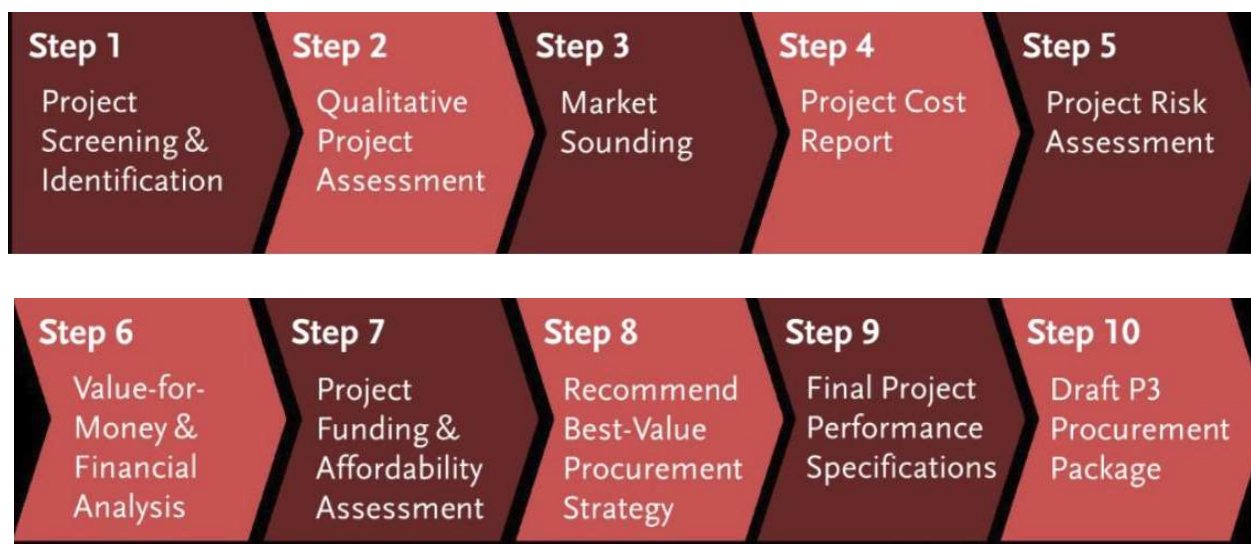 Step 1
Project
Screening &
Identification
Step 2
Qualitative
Project
Assessment
Step 3
Market
Sounding
Step 4
Project Cost
Report
Step 5
Project Risk
Assessment
Step 6
Value-for-
Money &
Financial
Analysis
Step 7
Project
Funding &
Affordability
Assessment
Step 8
Recommend
Best-Value
Procurement
Strategy
Step 9
Final Project
Performance
Specifications
Step 10
Draft P3
Procurement
Package